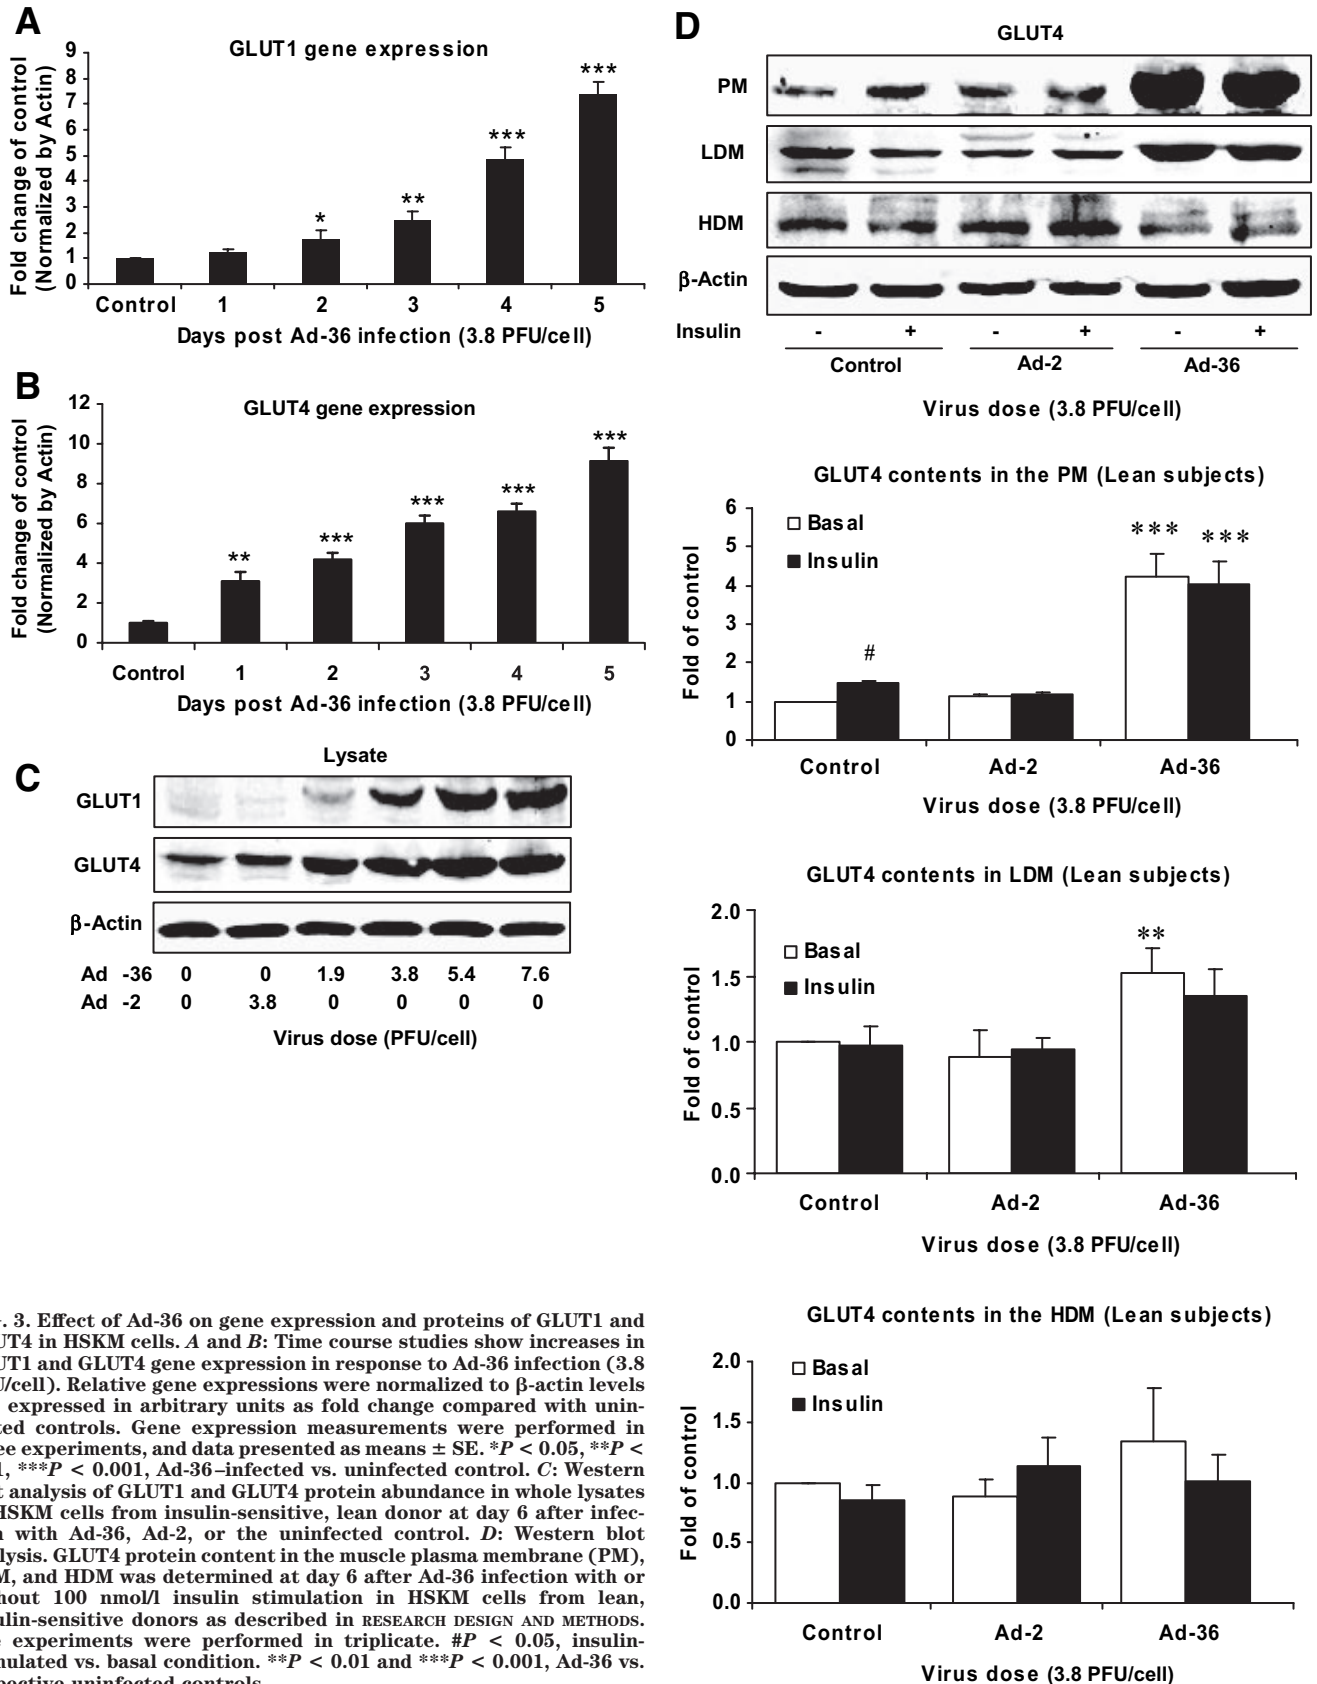 A
GLUT1 gene expression
Fold change of control
(Normalized by Actin)
9
8
7
6
5
4
3
2
1
0
*
**
***
***
Control 1 2 3 4 5
Days post Ad-36 infection (3.8 PFU/cell)
B
GLUT4 gene expression
Fold change of control
(Normalized by Actin)
12
10
8
6
4
2
0
**
***
***
***
***
Control 1 2 3 4 5
Days post Ad-36 infection (3.8 PFU/cell)
C
Lysate
GLUT1
GLUT4
β-Actin
Ad -36 0 0 1.9 3.8 5.4 7.6
Ad -2 0 3.8 0 0 0 0
Virus dose (PFU/cell)
. 3. Effect of Ad-36 on gene expression and proteins of GLUT1 and
UT4 in HSKM cells. A and B: Time course studies show increases in
UT1 and GLUT4 gene expression in response to Ad-36 infection (3.8
U/cell). Relative gene expressions were normalized to β-actin levels
expressed in arbitrary units as fold change compared with unin-
ted controls. Gene expression measurements were performed in
ee experiments, and data presented as means ± SE. *P < 0.05, **P <
1, ***P < 0.001, Ad-36–infected vs. uninfected control. C: Western
t analysis of GLUT1 and GLUT4 protein abundance in whole lysates
HSKM cells from insulin-sensitive, lean donor at day 6 after infec-
n with Ad-36, Ad-2, or the uninfected control. D: Western blot
lysis. GLUT4 protein content in the muscle plasma membrane (PM),
M, and HDM was determined at day 6 after Ad-36 infection with or
hout 100 nmol/l insulin stimulation in HSKM cells from lean,
ulin-sensitive donors as described in RESEARCH DESIGN AND METHODS.
e experiments were performed in triplicate. #P < 0.05, insulin-
mulated vs. basal condition. **P < 0.01 and ***P < 0.001, Ad-36 vs.
pective uninfected controls.
D
GLUT4
PM
LDM
HDM
β-Actin
Insulin - + - + - +
Control Ad-2 Ad-36
Virus dose (3.8 PFU/cell)
GLUT4 contents in the PM (Lean subjects)
Fold of control
6
5
4
3
2
1
0
Basal
Insulin
#
***
***
Control Ad-2 Ad-36
Virus dose (3.8 PFU/cell)
GLUT4 contents in LDM (Lean subjects)
Fold of control
2.0
1.5
1.0
0.5
0.0
Basal
Insulin
**
Control Ad-2 Ad-36
Virus dose (3.8 PFU/cell)
GLUT4 contents in the HDM (Lean subjects)
Fold of control
2.0
1.5
1.0
0.5
0.0
Basal
Insulin
Control Ad-2 Ad-36
Virus dose (3.8 PFU/cell)